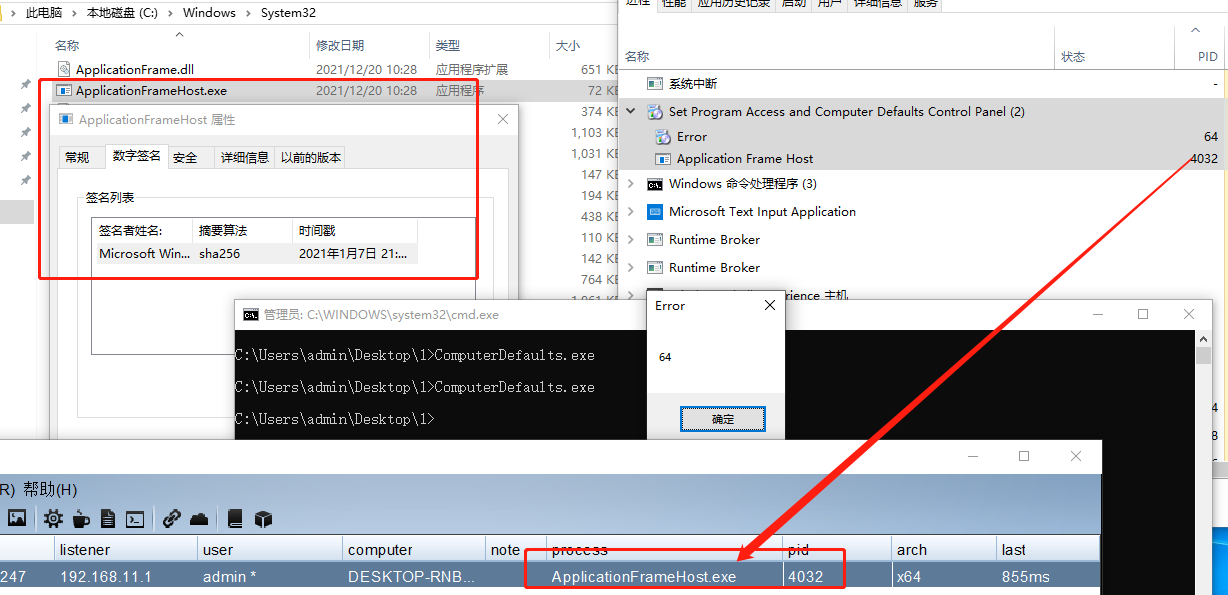 此电脑 > 本地磁盘 (C:) > Windows > System32
名称 修改日期 类型 大小
ApplicationFrame.dll 2021/12/20 10:28 应用程序扩展 651 KB
ApplicationFrameHost.exe 2021/12/20 10:28 应用程序 72 KB
374 KB
1,103 KB
1,031 KB
147 KB
194 KB
438 KB
110 KB
142 KB
764 KB
ApplicationFrameHost 属性
常规 数字签名 安全 详细信息 以前的版本
签名列表
签名者姓名: 摘要算法 时间戳
Microsoft Win... sha256 2021年1月7日 21:...
进程 性能 应用历史记录 启动 用户 详细信息 服务
名称 状态 PID
系统中断 -
Set Program Access and Computer Defaults Control Panel (2)
Error 64
Application Frame Host 4032
Windows 命令处理程序 (3)
Microsoft Text Input Application
Runtime Broker
Runtime Broker
rience 主机
管理员: C:\WINDOWS\system32\cmd.exe
C:\Users\admin\Desktop\1>ComputerDefaults.exe
C:\Users\admin\Desktop\1>ComputerDefaults.exe
C:\Users\admin\Desktop\1>
Error
64
确定
R) 帮助(H)
listener user computer note process pid arch last
247 192.168.11.1 admin * DESKTOP-RNB... ApplicationFrameHost.exe 4032 x64 855ms